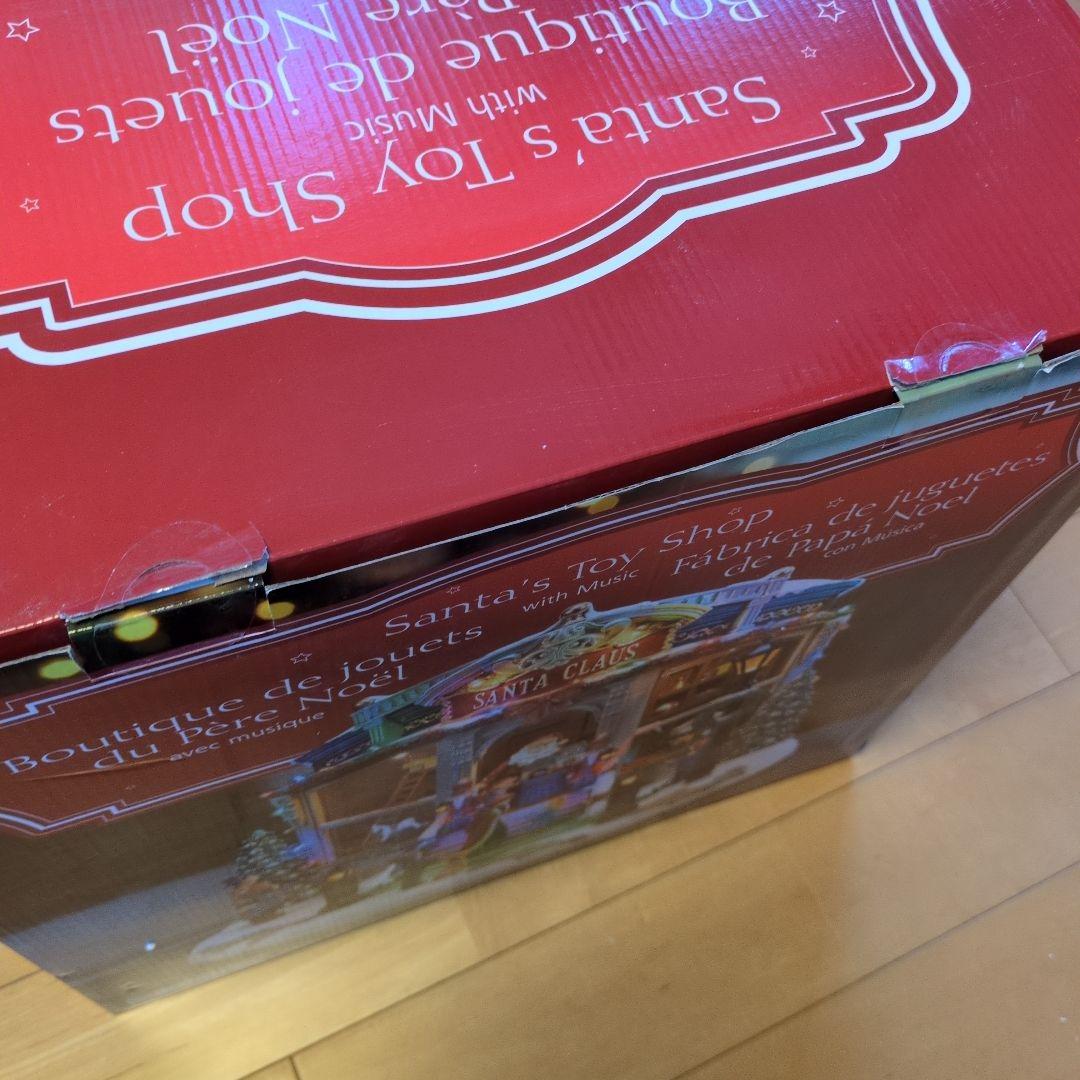 Santa's Toy Shop
with Music
Boutique de jouets
Père Noël
Santa's Toy Shop
with Music
Fábrica de juguetes
de Papá Noel
con Música
Boutique de jouets
du Père Noël
avec musique
SANTA CLAUS